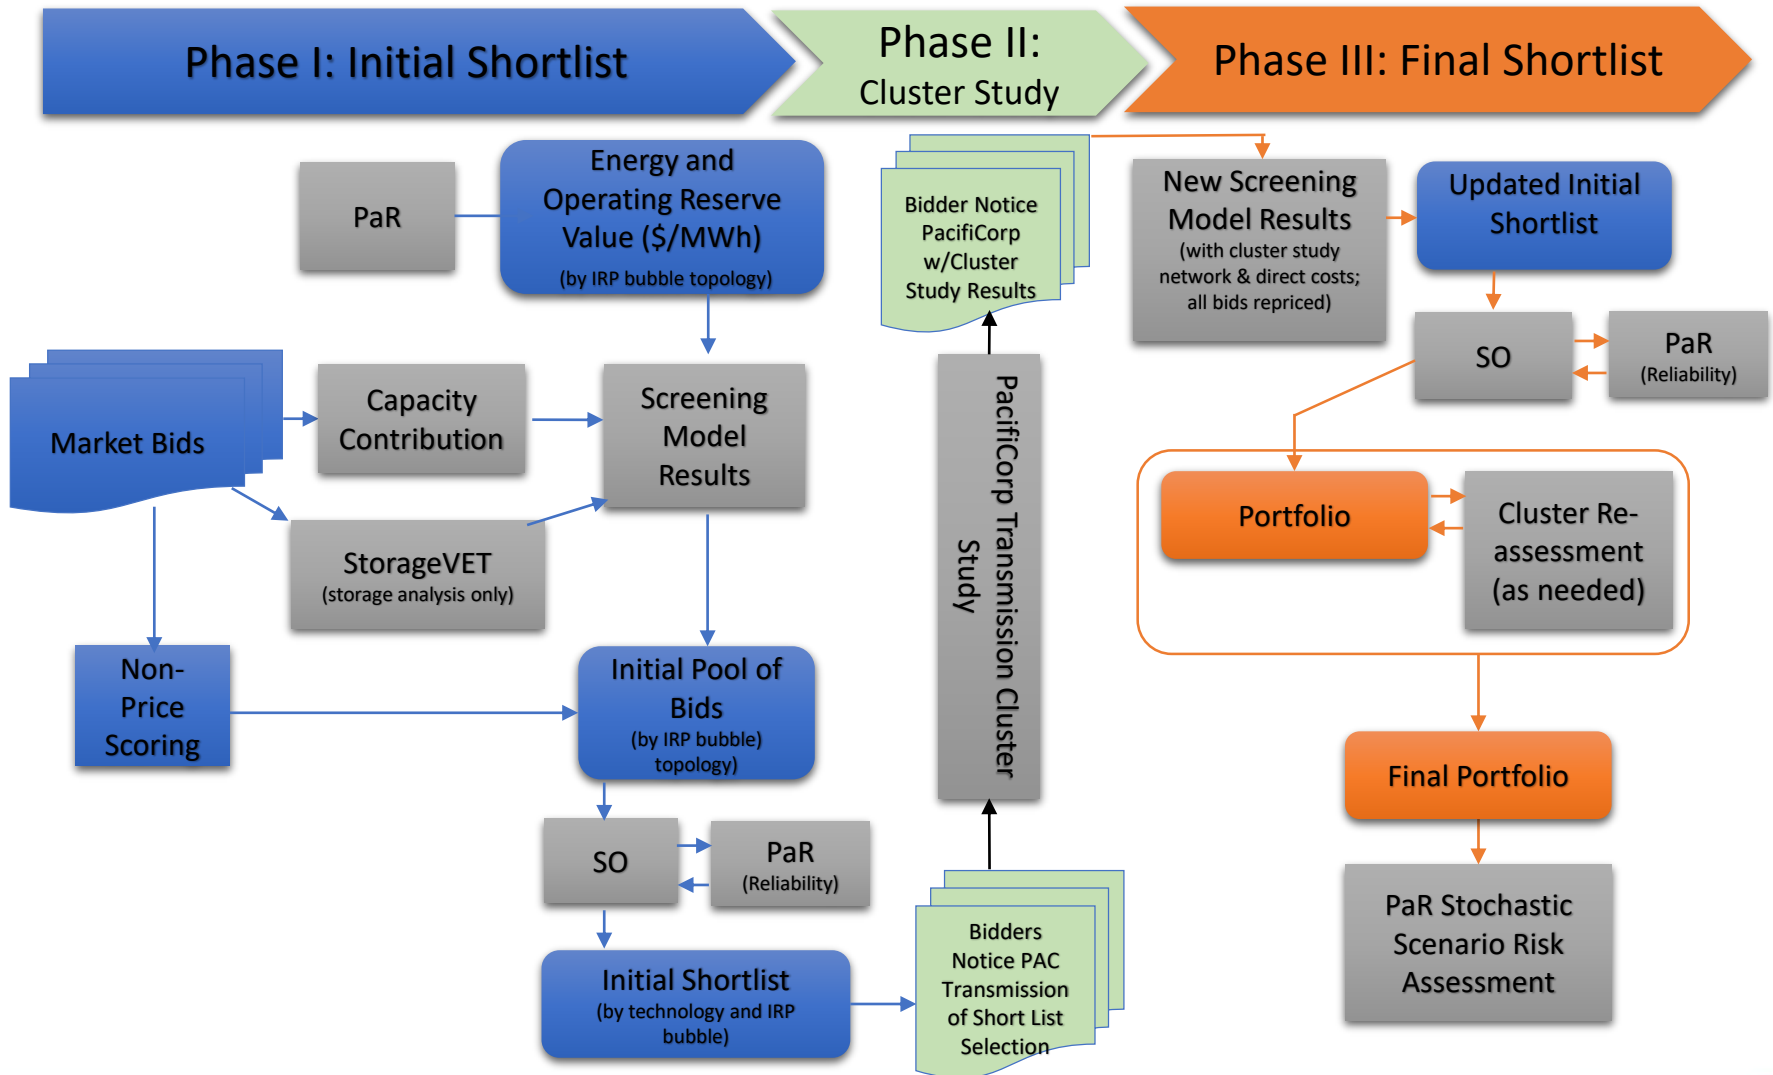 Phase I: Initial Shortlist
Phase II:
Cluster Study
Phase III: Final Shortlist
PaR
Energy and
Operating Reserve
Value ($/MWh)
(by IRP bubble topology)
Market Bids
Capacity
Contribution
Screening
Model
Results
StorageVET
(storage analysis only)
Non-
Price
Scoring
Initial Pool of
Bids
(by IRP bubble)
topology)
SO
PaR
(Reliability)
Initial Shortlist
(by technology and IRP
bubble)
Bidders
Notice PAC
Transmission
of Short List
Selection
PacifiCorp Transmission Cluster
Study
Bidder Notice
PacifiCorp
w/Cluster
Study Results
New Screening
Model Results
(with cluster study
network & direct costs;
all bids repriced)
Updated Initial
Shortlist
SO
PaR
(Reliability)
Portfolio
Cluster Re-
assessment
(as needed)
Final Portfolio
PaR Stochastic
Scenario Risk
Assessment